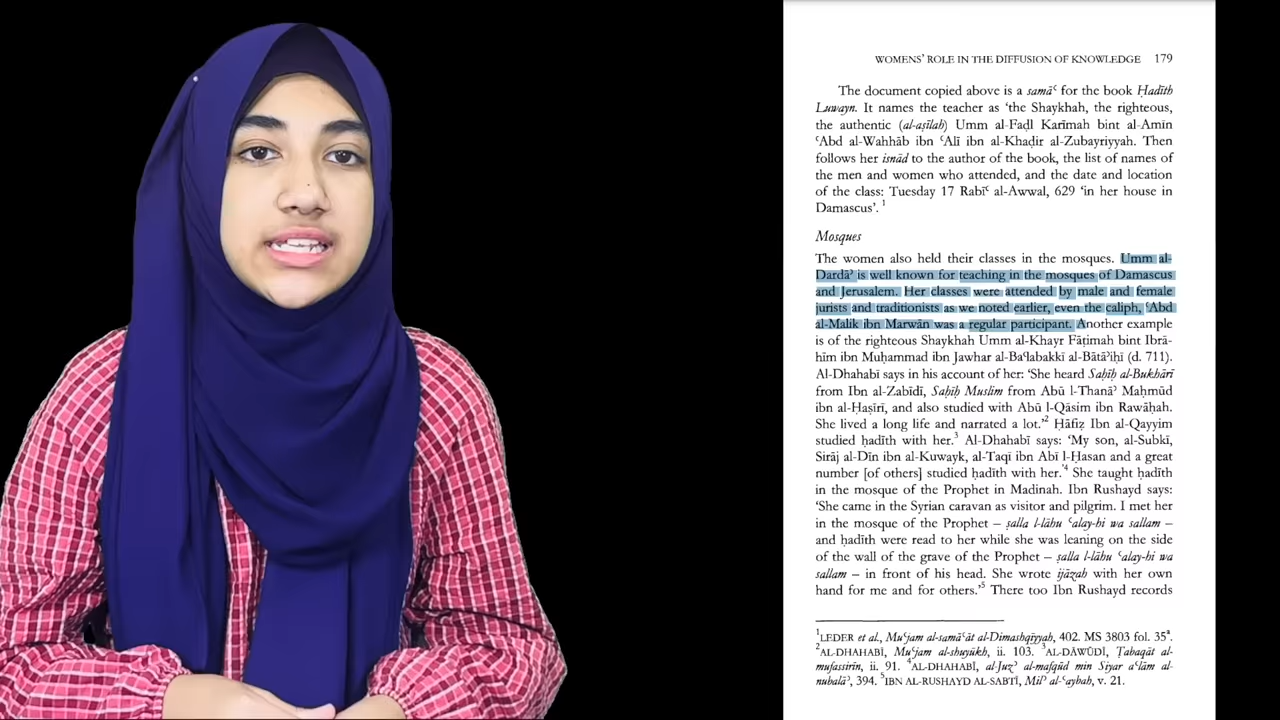 WOMENS' ROLE IN THE DIFFUSION OF KNOWLEDGE 179
The document copied above is a samāʿ for the book Ḥadīth
Luwayn. It names the teacher as 'the Shaykhah, the righteous,
the authentic (al-aṣīlah) Umm al-Faḍl Karīmah bint al-Amīn
ʿAbd al-Wahhāb ibn ʿAlī ibn al-Khaḍir al-Zubayriyyah. Then
follows her isnād to the author of the book, the list of names of
the men and women who attended, and the date and location
of the class: Tuesday 17 Rabīʿ al-Awwal, 629 'in her house in
Damascus'. 1
Mosques
The women also held their classes in the mosques. Umm al-
Dardāʾ is well known for teaching in the mosques of Damascus
and Jerusalem. Her classes were attended by male and female
jurists and traditionists as we noted earlier, even the caliph, ʿAbd
al-Malik ibn Marwān was a regular participant. Another example
is of the righteous Shaykhah Umm al-Khayr Fāṭimah bint Ibrā-
hīm ibn Muḥammad ibn Jawhar al-Baʿlabakkī al-Bātāʾiḥī (d. 711).
Al-Dhahabī says in his account of her: 'She heard Ṣaḥīḥ al-Bukhārī
from Ibn al-Zabīdī, Ṣaḥīḥ Muslim from Abū l-Thanāʾ Maḥmūd
ibn al-Ḥaṣīrī, and also studied with Abū l-Qāsim ibn Rawāḥah.
She lived a long life and narrated a lot.'2 Ḥāfiẓ Ibn al-Qayyim
studied ḥadīth with her.3 Al-Dhahabī says: 'My son, al-Subkī,
Sirāj al-Dīn ibn al-Kuwayk, al-Taqī ibn Abī l-Ḥasan and a great
number [of others] studied ḥadīth with her.'4 She taught ḥadīth
in the mosque of the Prophet in Madīnah. Ibn Rushayd says:
'She came in the Syrian caravan as visitor and pilgrim. I met her
in the mosque of the Prophet – ṣalla l-lāhu ʿalay-hi wa sallam –
and ḥadīth were read to her while she was leaning on the side
of the wall of the grave of the Prophet – ṣalla l-lāhu ʿalay-hi wa
sallam – in front of his head. She wrote ijāzah with her own
hand for me and for others.'5 There too Ibn Rushayd records
1LEDER et al., Muʿjam al-samāʿāt al-Dimashqiyyah, 402. MS 3803 fol. 35a.
2AL-DHAHABĪ, Muʿjam al-shuyūkh, ii. 103. 3AL-DĀWŪDĪ, Ṭabaqāt al-
mufassirīn, ii. 91. 4AL-DHAHABĪ, al-Juzʾ al-mafqūd min Siyar aʿlām al-
nubalāʾ, 394. 5IBN AL-RUSHAYD AL-SABTĪ, Milʾ al-ʿaybah, v. 21.